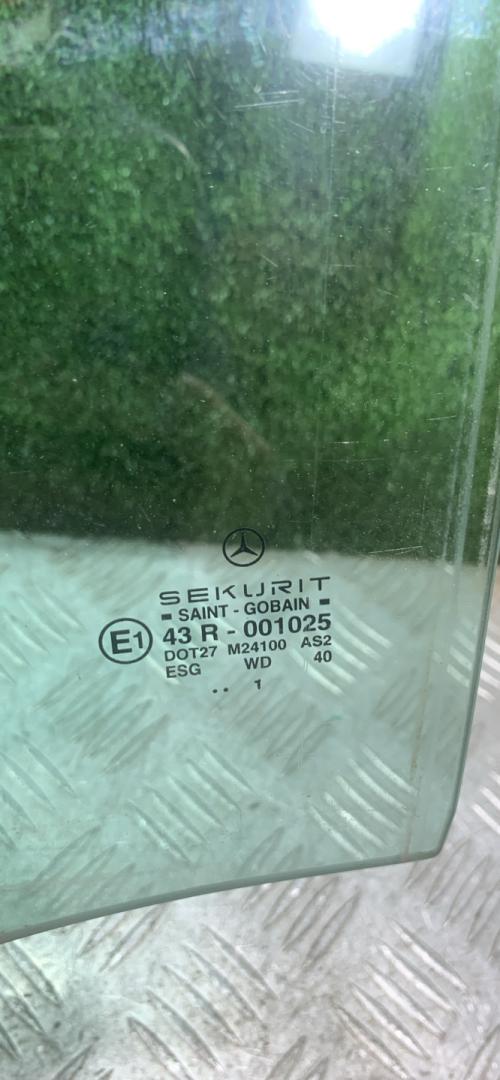 SEKURIT
SAINT - GOBAIN
E1 43 R - 001025
DOT27 M24100 AS2
ESG WD 40
.. 1